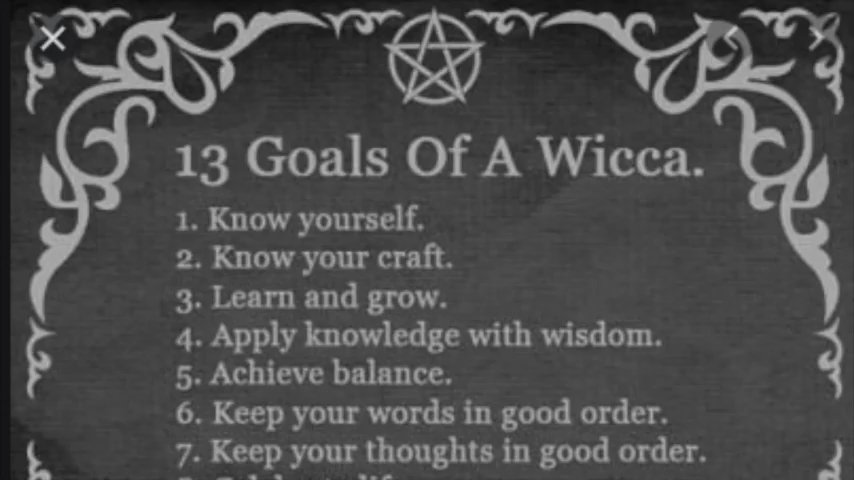 13 Goals Of A Wicca.
1. Know yourself.
2. Know your craft.
3. Learn and grow.
4. Apply knowledge with wisdom.
5. Achieve balance.
6. Keep your words in good order.
7. Keep your thoughts in good order.